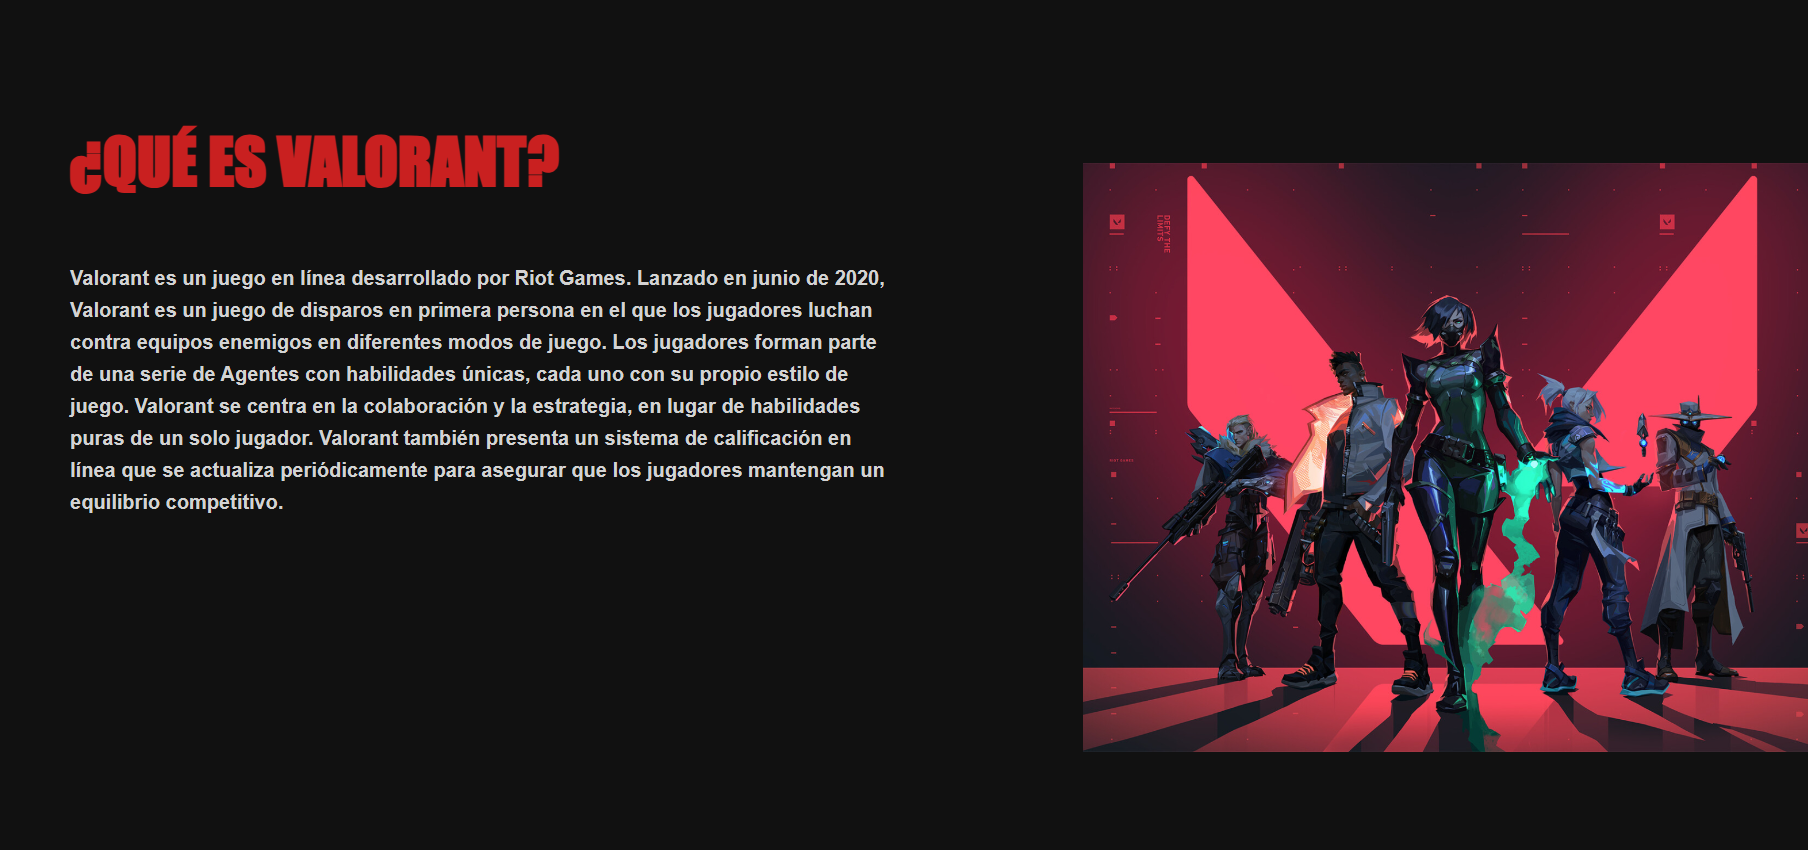 ¿QUÉ ES VALORANT?
Valorant es un juego en línea desarrollado por Riot Games. Lanzado en junio de 2020,
Valorant es un juego de disparos en primera persona en el que los jugadores luchan
contra equipos enemigos en diferentes modos de juego. Los jugadores forman parte
de una serie de Agentes con habilidades únicas, cada uno con su propio estilo de
juego. Valorant se centra en la colaboración y la estrategia, en lugar de habilidades
puras de un solo jugador. Valorant también presenta un sistema de calificación en
línea que se actualiza periódicamente para asegurar que los jugadores mantengan un
equilibrio competitivo.
DEFY THE
LIMITS